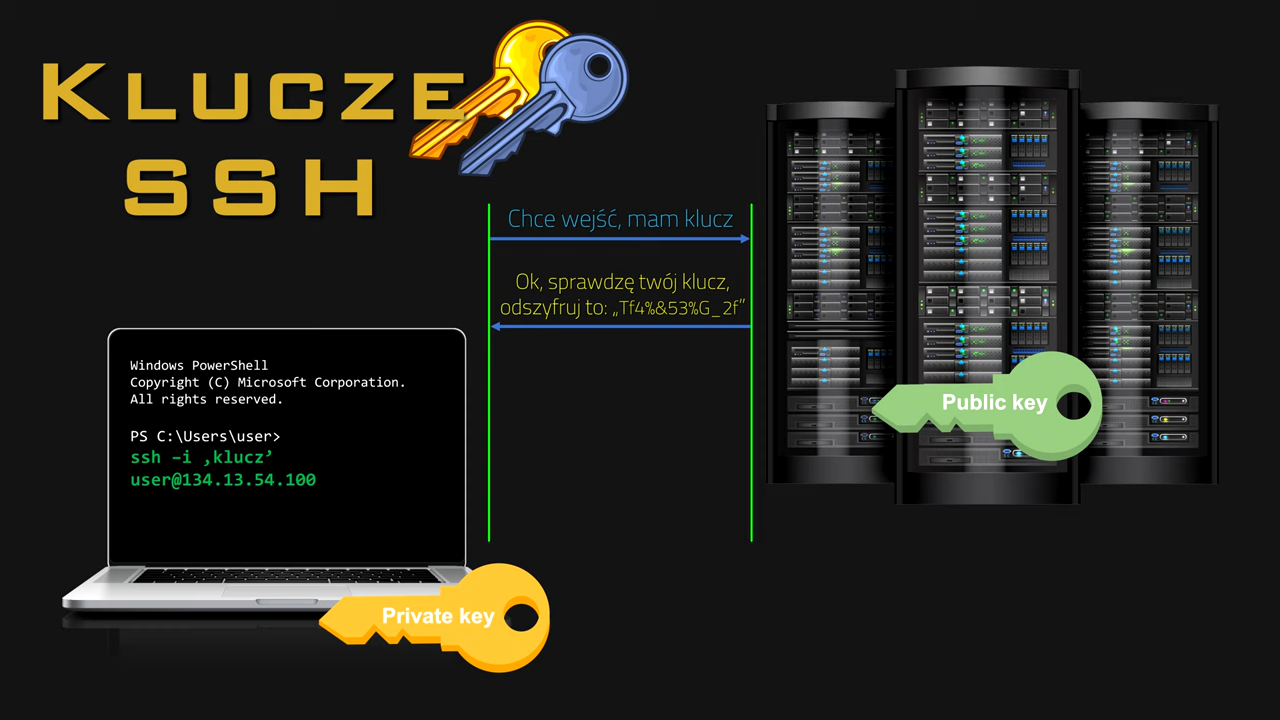 KLUCZE
SSH
Chce wejść, mam klucz
Ok, sprawdzę twój klucz,
odszyfruj to: „Tf4%&53%G_2f”
Windows PowerShell
Copyright (C) Microsoft Corporation.
All rights reserved.
PS C:\Users\user>
ssh –i ‚klucz’
user@134.13.54.100
Public key
Private key